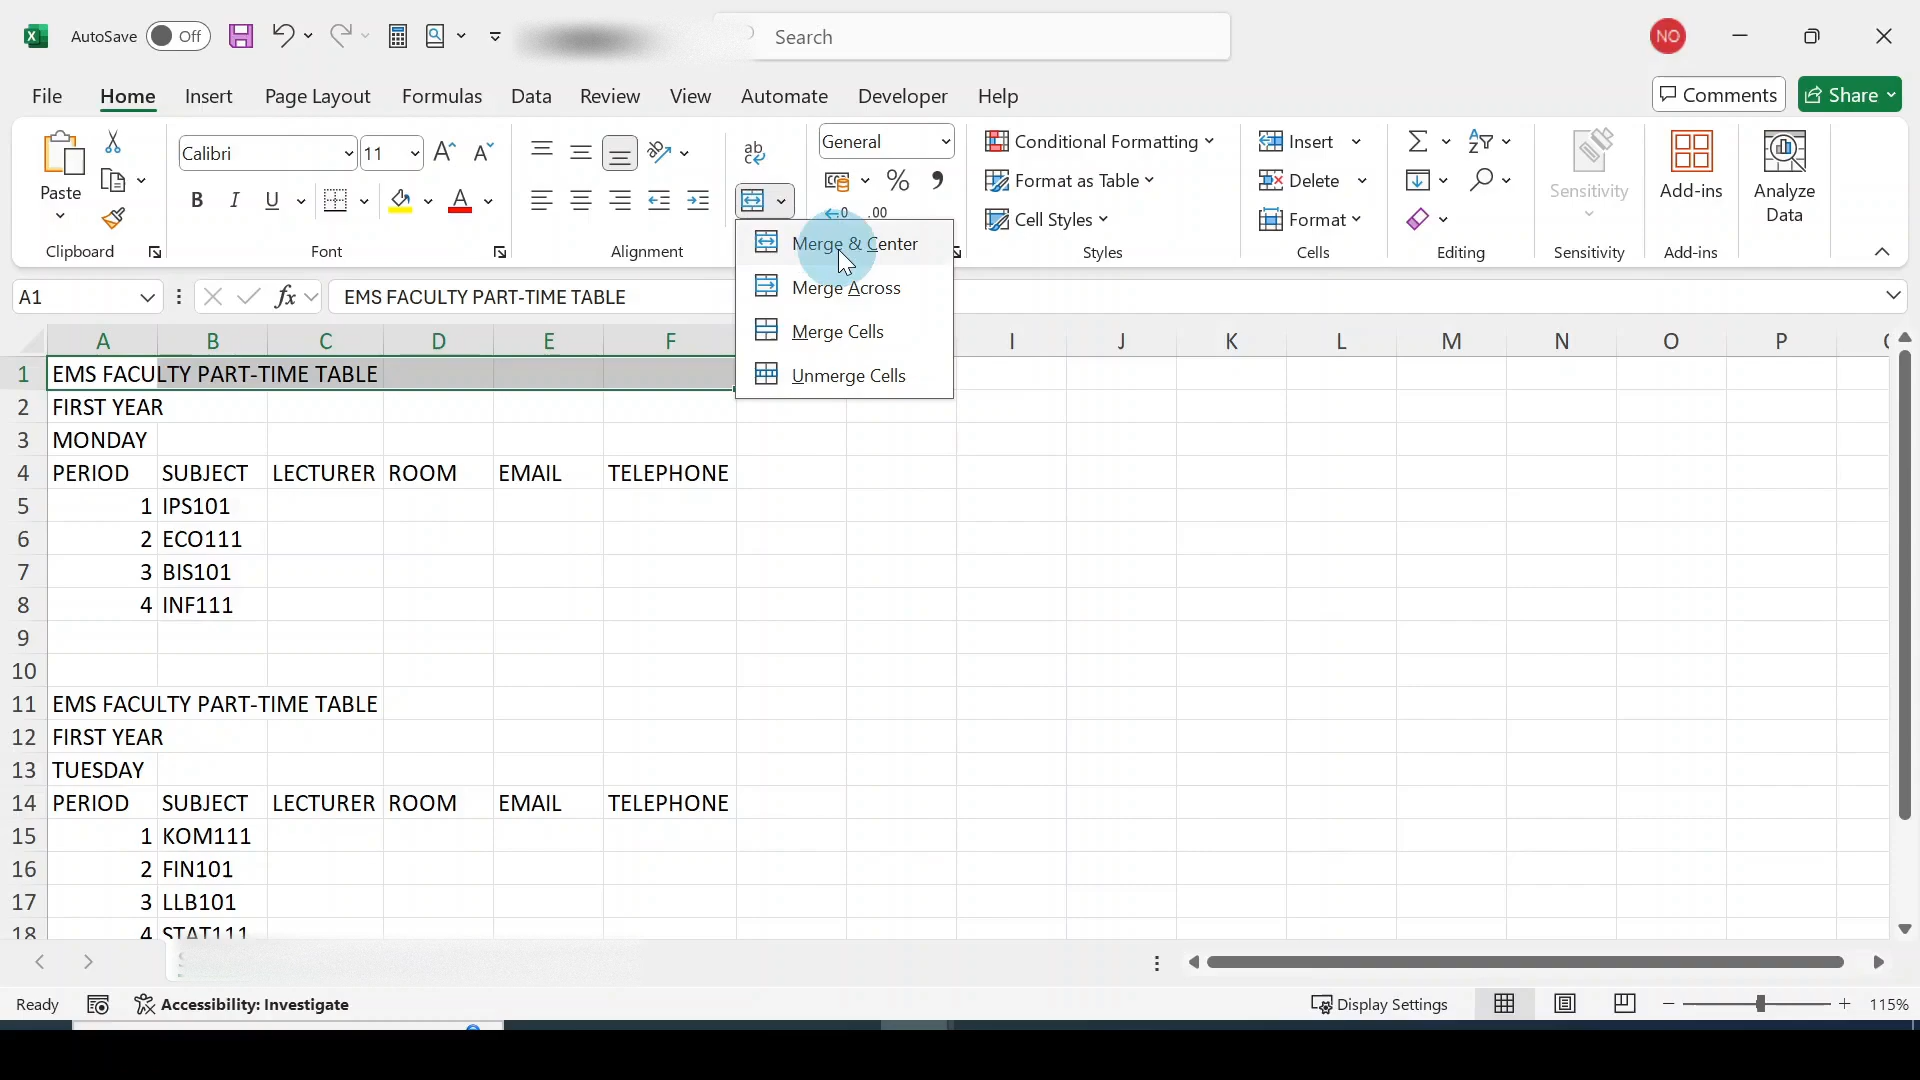 AutoSave Off Search NO
File Home Insert Page Layout Formulas Data Review View Automate Developer Help Comments Share
Paste Calibri 11 B I U ab General % .00 Conditional Formatting Format as Table Cell Styles Insert Delete Format Sensitivity Add-ins Analyze Data
Clipboard Font Alignment Styles Cells Editing Sensitivity Add-ins
Merge & Center
Merge Across
Merge Cells
Unmerge Cells
A1 fx EMS FACULTY PART-TIME TABLE
A B C D E F I J K L M N O P
1 EMS FACULTY PART-TIME TABLE
2 FIRST YEAR
3 MONDAY
4 PERIOD SUBJECT LECTURER ROOM EMAIL TELEPHONE
5 1 IPS101
6 2 ECO111
7 3 BIS101
8 4 INF111
9
10
11 EMS FACULTY PART-TIME TABLE
12 FIRST YEAR
13 TUESDAY
14 PERIOD SUBJECT LECTURER ROOM EMAIL TELEPHONE
15 1 KOM111
16 2 FIN101
17 3 LLB101
18 4 STAT111
Ready Accessibility: Investigate Display Settings 115%